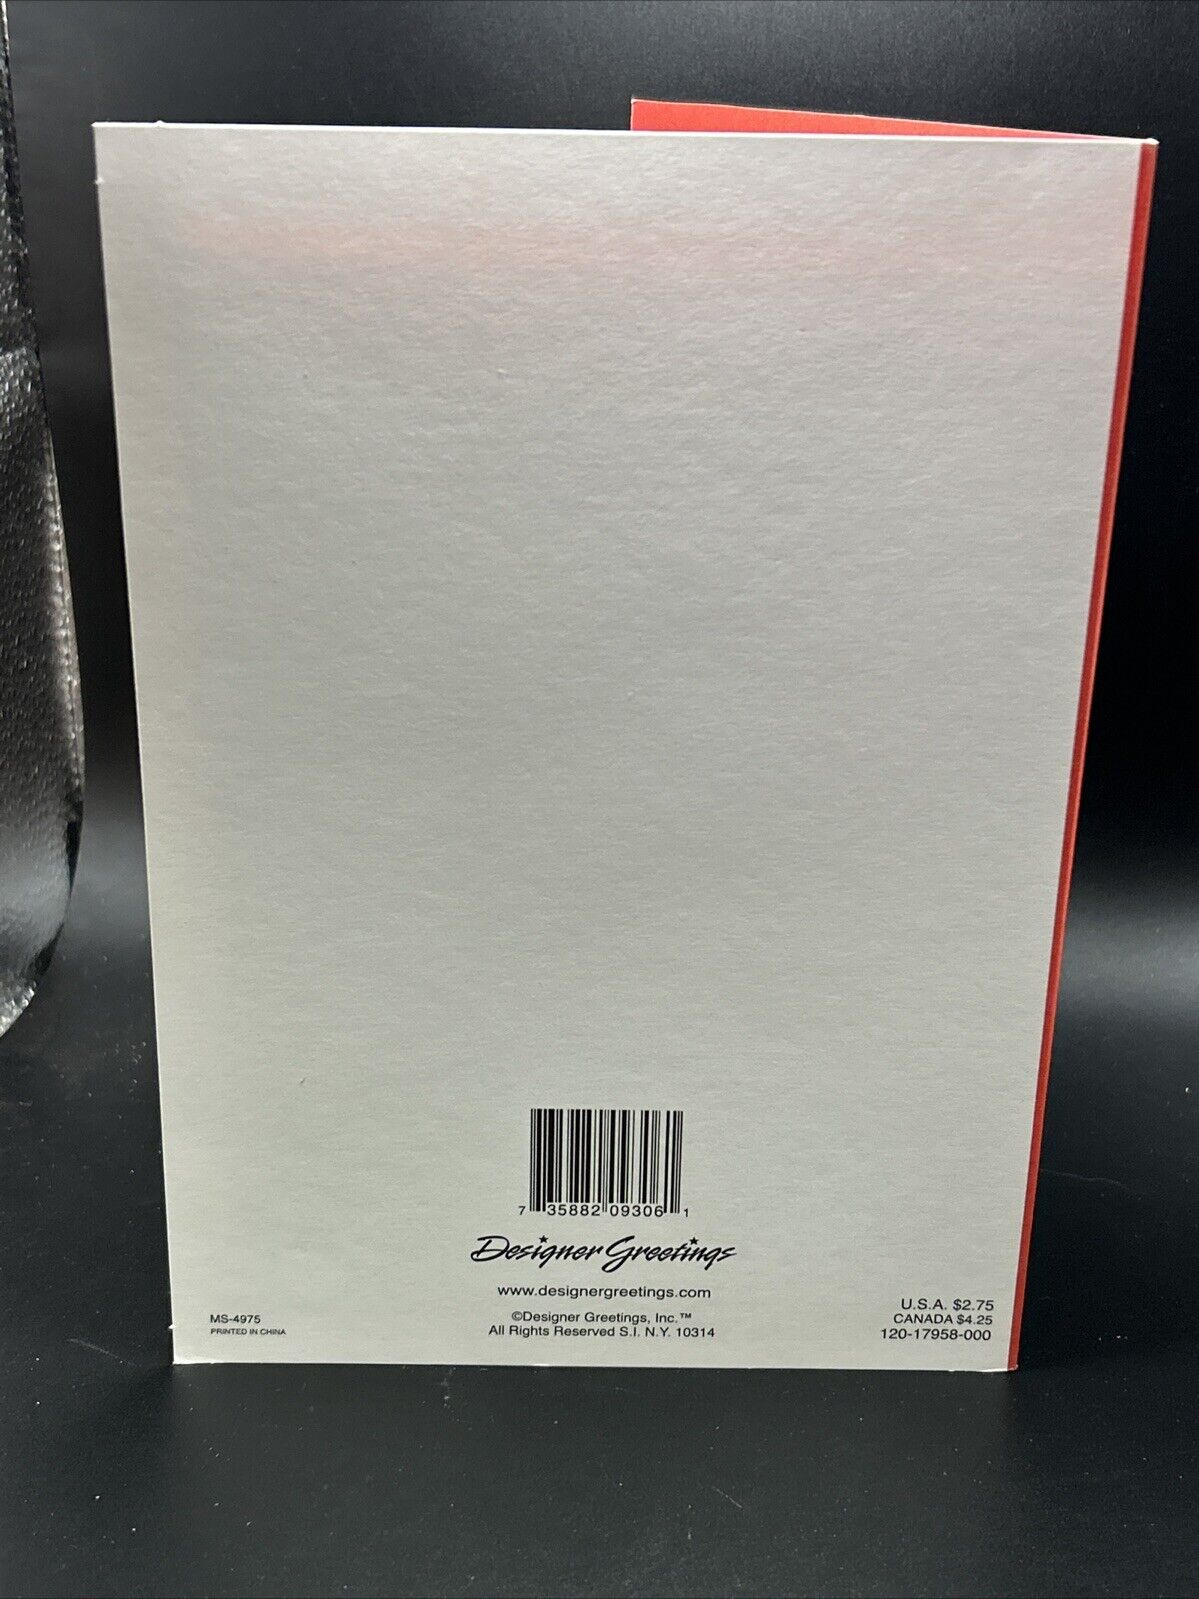 7 35882 09306 1
Designer Greetings
www.designergreetings.com
©Designer Greetings, Inc.™
All Rights Reserved S.I. N.Y. 10314
MS-4975
PRINTED IN CHINA
U.S.A. $2.75
CANADA $4.25
120-17958-000